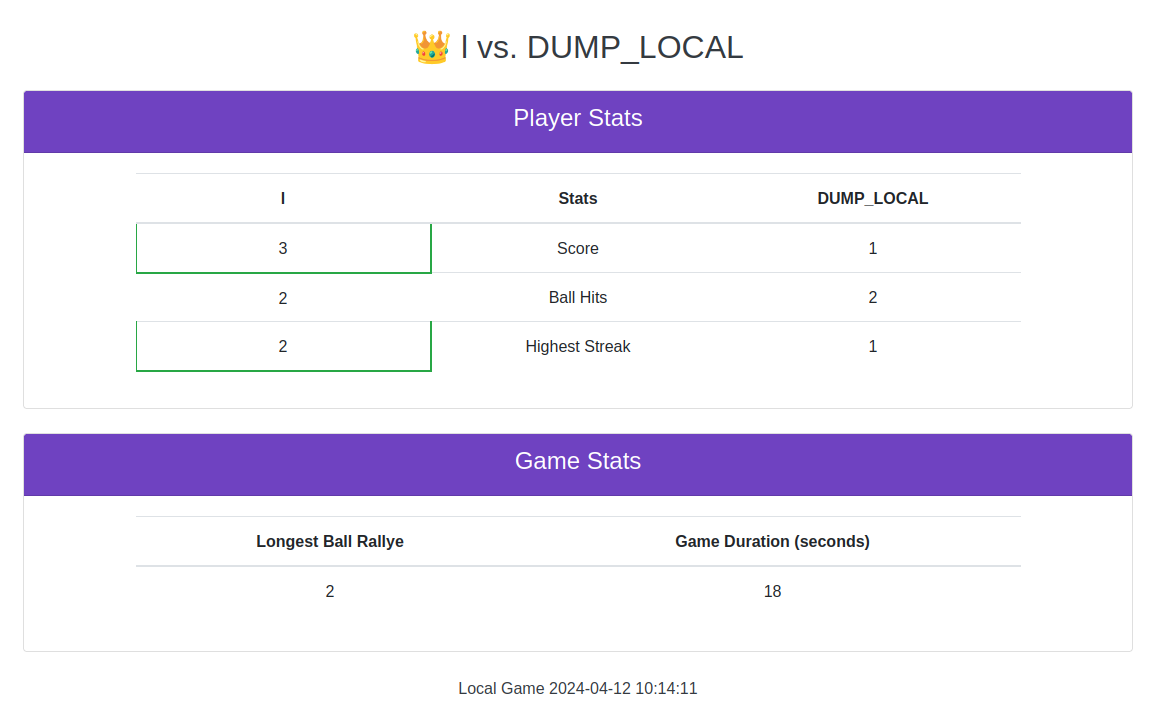 👑 l vs. DUMP_LOCAL
Player Stats
l Stats DUMP_LOCAL
3 Score 1
2 Ball Hits 2
2 Highest Streak 1
Game Stats
Longest Ball Rallye Game Duration (seconds)
2 18
Local Game 2024-04-12 10:14:11